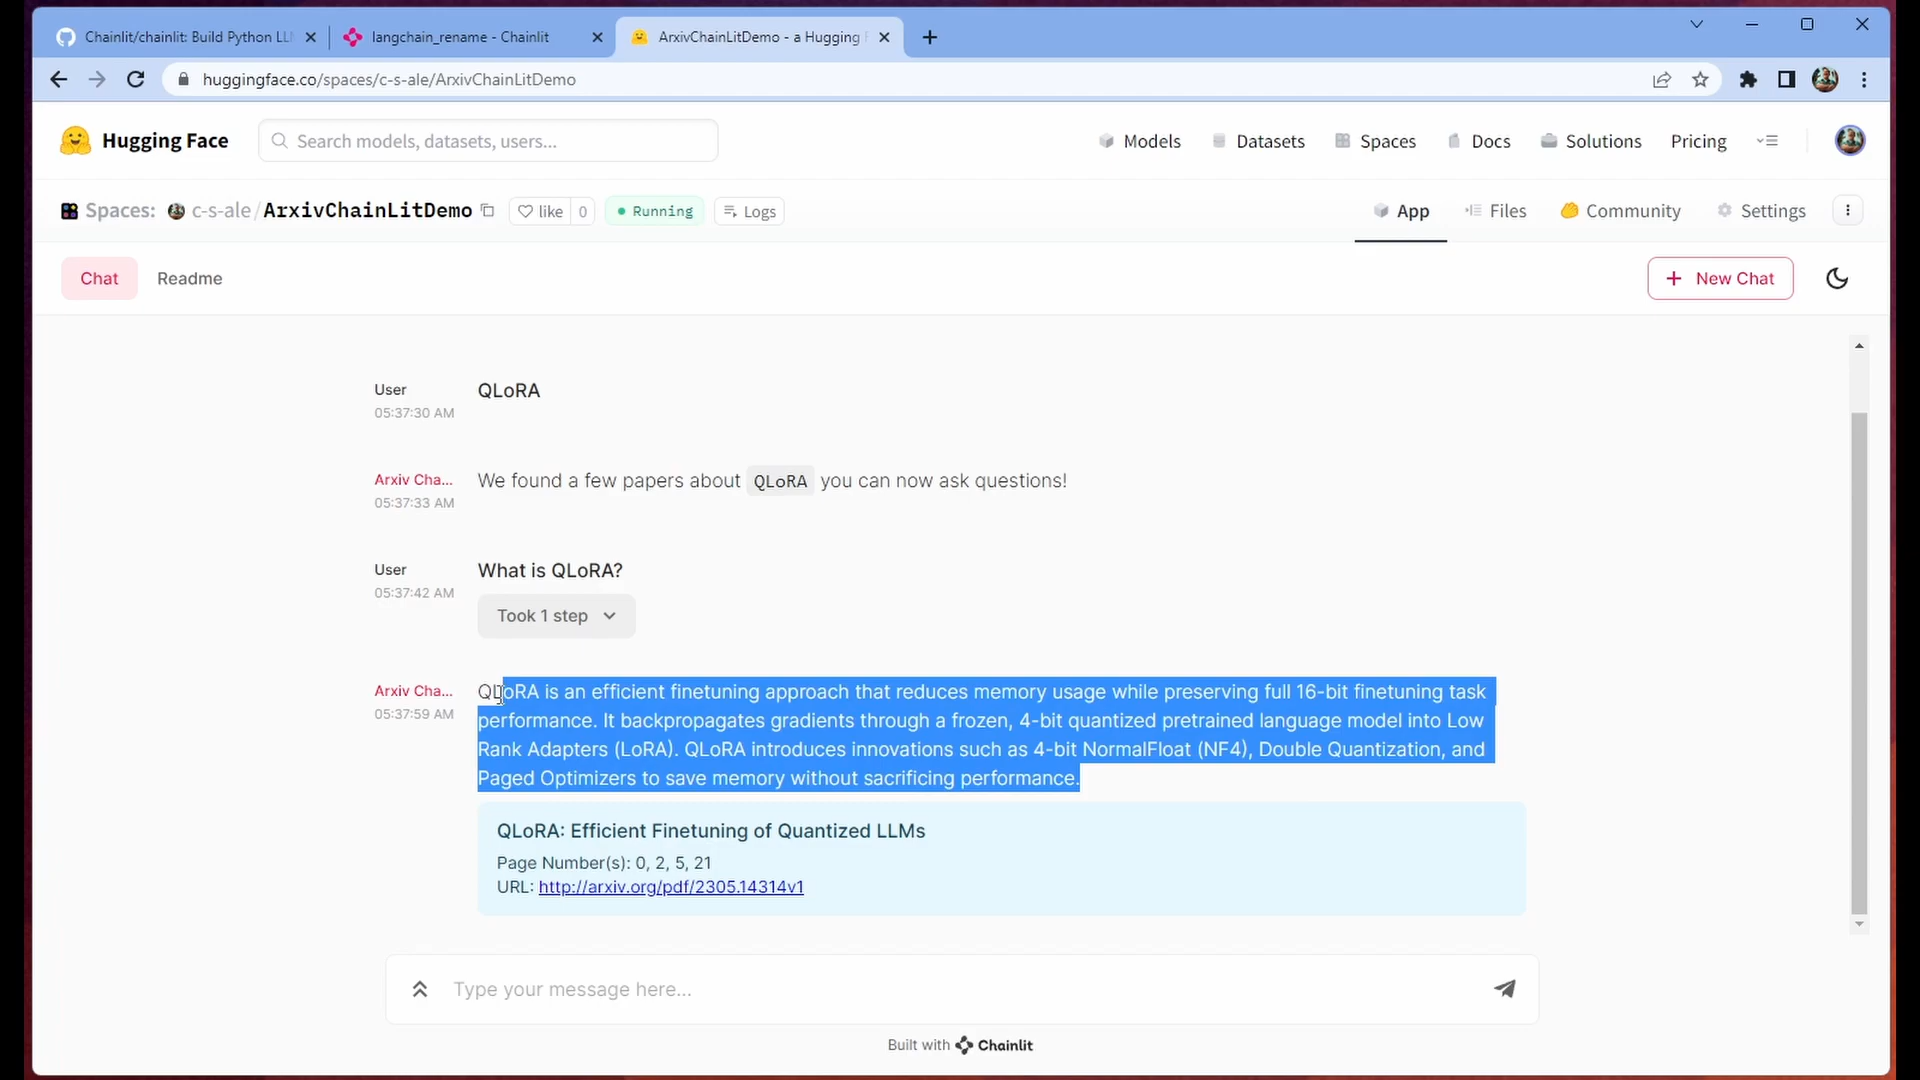 Chainlit/chainlit: Build Python LL
langchain_rename - Chainlit
ArxivChainLitDemo - a Hugging F
huggingface.co/spaces/c-s-ale/ArxivChainLitDemo
Hugging Face
Search models, datasets, users...
Models
Datasets
Spaces
Docs
Solutions
Pricing
Spaces:
c-s-ale/ArxivChainLitDemo
like 0
Running
Logs
App
Files
Community
Settings
Chat
Readme
+ New Chat
User
QLoRA
05:37:30 AM
Arxiv Cha...
We found a few papers about QLoRA you can now ask questions!
05:37:33 AM
User
What is QLoRA?
05:37:42 AM
Took 1 step
Arxiv Cha...
05:37:59 AM
QLoRA is an efficient finetuning approach that reduces memory usage while preserving full 16-bit finetuning task
performance. It backpropagates gradients through a frozen, 4-bit quantized pretrained language model into Low
Rank Adapters (LoRA). QLoRA introduces innovations such as 4-bit NormalFloat (NF4), Double Quantization, and
Paged Optimizers to save memory without sacrificing performance.
QLoRA: Efficient Finetuning of Quantized LLMs
Page Number(s): 0, 2, 5, 21
URL: http://arxiv.org/pdf/2305.14314v1
Type your message here...
Built with Chainlit